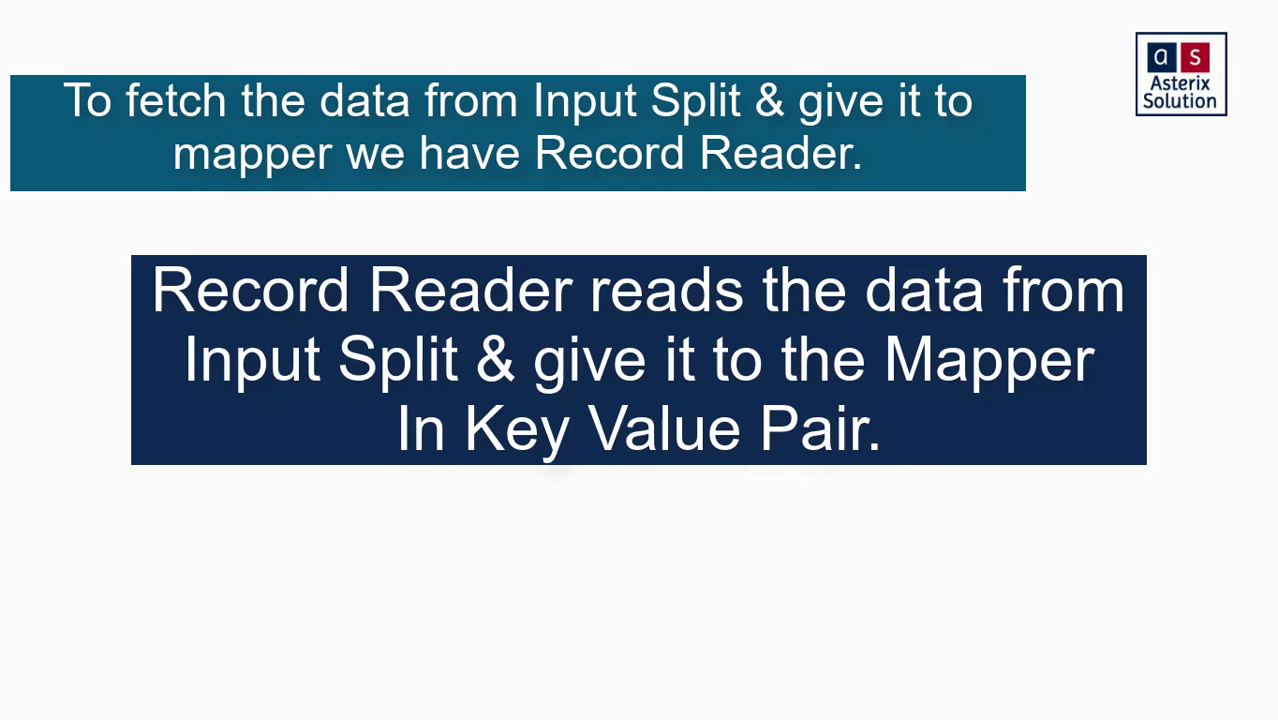 To fetch the data from Input Split & give it to
mapper we have Record Reader.
a s
Asterix
Solution
Record Reader reads the data from
Input Split & give it to the Mapper
In Key Value Pair.